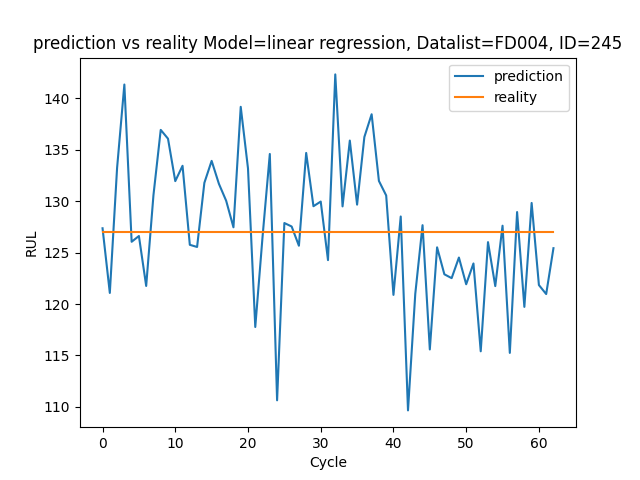 prediction vs reality Model=linear regression, Datalist=FD004, ID=245
prediction
reality
140
135
130
125
120
115
110
RUL
0 10 20 30 40 50 60
Cycle